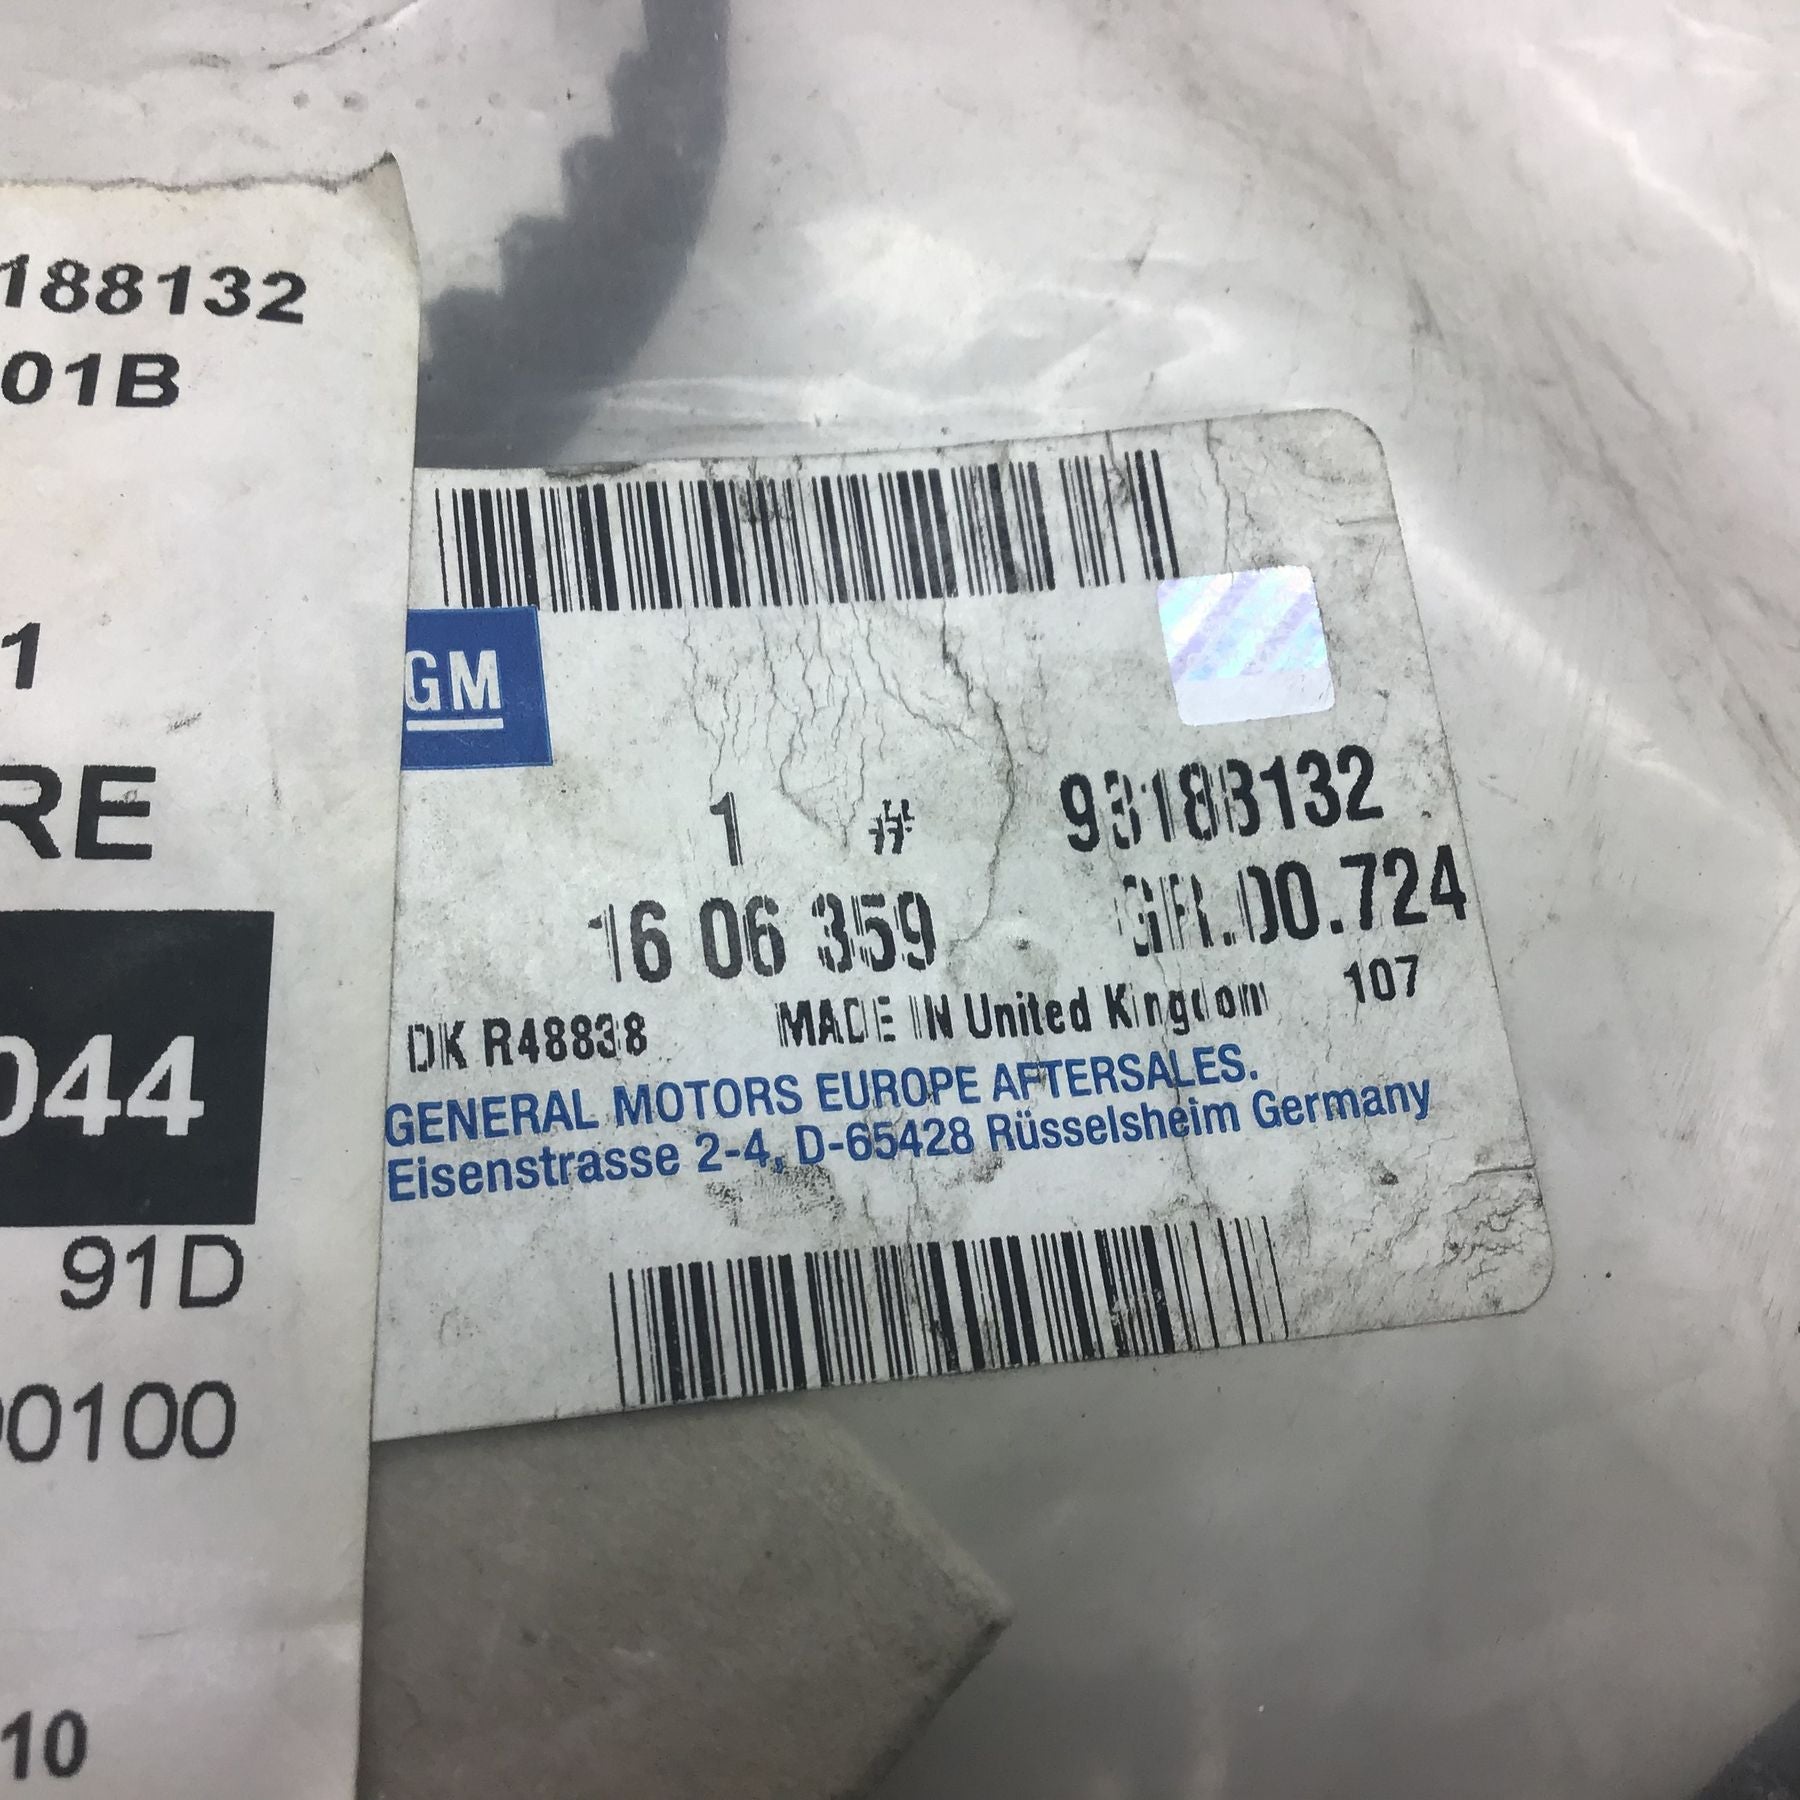 188132
01B
1
RE
044
91D
00100
10
GM
1 # 93188132
16 06 359 GR.00.724
DK R48838 MADE IN United Kingdom 107
GENERAL MOTORS EUROPE AFTERSALES.
Eisenstrasse 2-4, D-65428 Rüsselsheim Germany